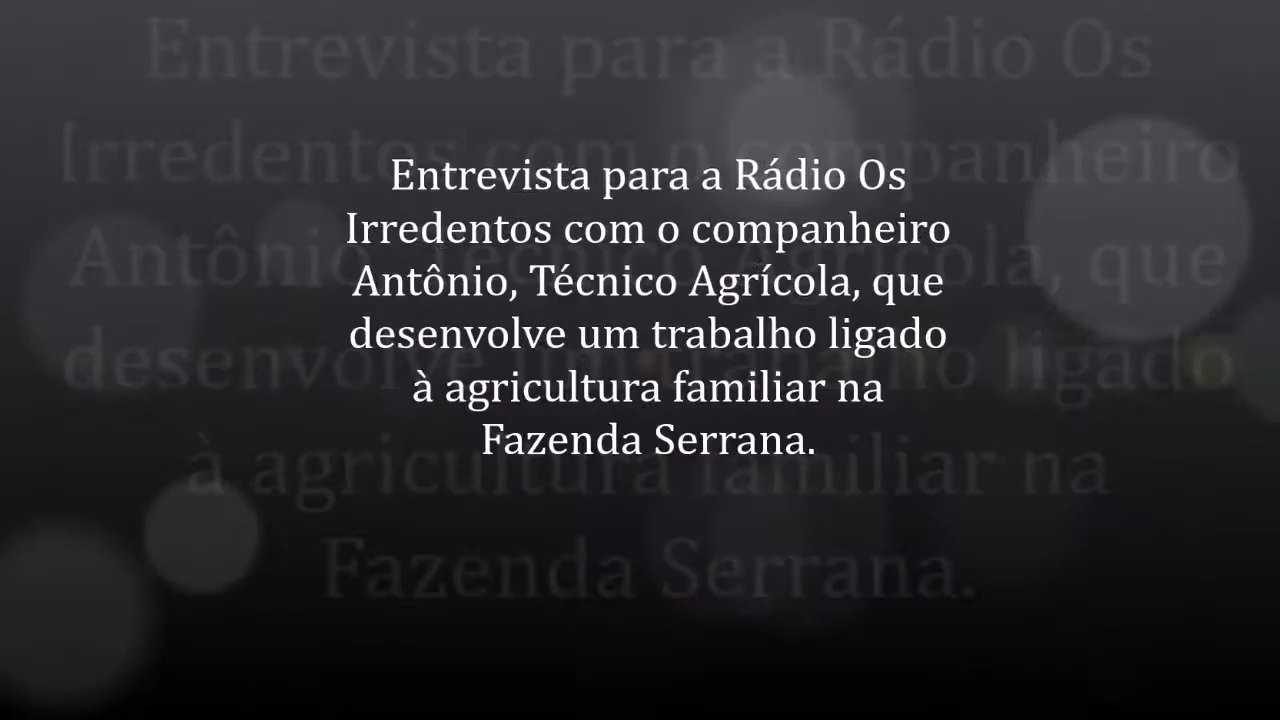 Entrevista para a Rádio Os
Irredentos com o companheiro
Antônio, Técnico Agrícola, que
desenvolve um trabalho ligado
à agricultura familiar na
Fazenda Serrana.